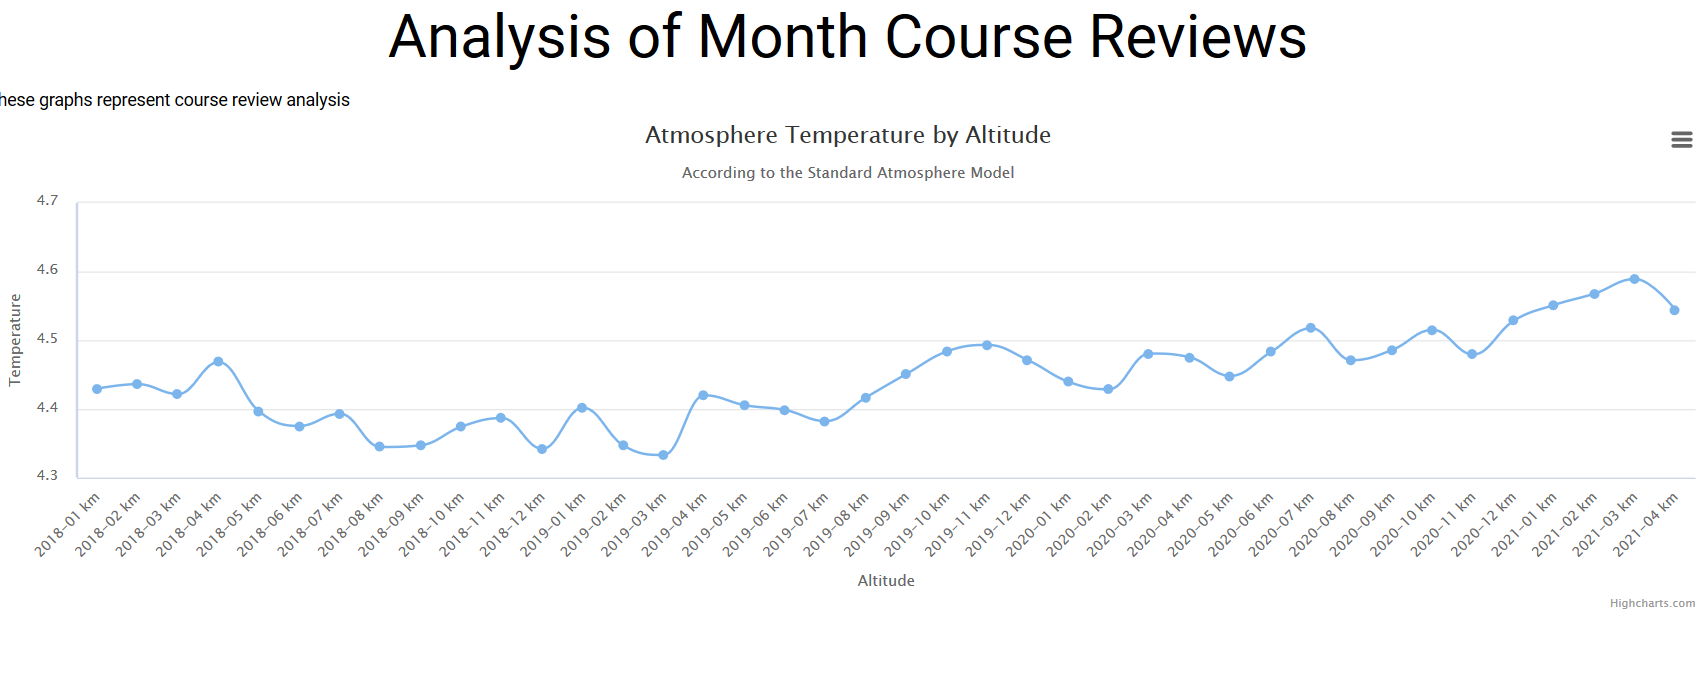 Analysis of Month Course Reviews
hese graphs represent course review analysis
Atmosphere Temperature by Altitude
According to the Standard Atmosphere Model
4.7
4.6
4.5
4.4
4.3
Temperature
2018-01 km
2018-02 km
2018-03 km
2018-04 km
2018-05 km
2018-06 km
2018-07 km
2018-08 km
2018-09 km
2018-10 km
2018-11 km
2018-12 km
2019-01 km
2019-02 km
2019-03 km
2019-04 km
2019-05 km
2019-06 km
2019-07 km
2019-08 km
2019-09 km
2019-10 km
2019-11 km
2019-12 km
2020-01 km
2020-02 km
2020-03 km
2020-04 km
2020-05 km
2020-06 km
2020-07 km
2020-08 km
2020-09 km
2020-10 km
2020-11 km
2020-12 km
2021-01 km
2021-02 km
2021-03 km
2021-04 km
Altitude
Highcharts.com